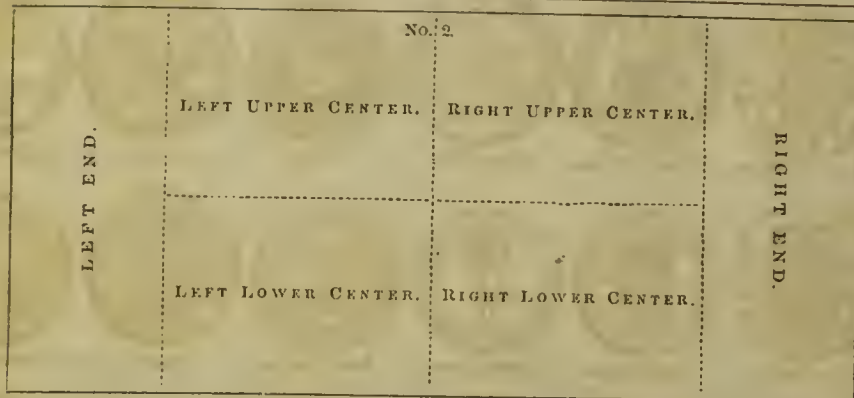 No. 2.
LEFT END.
LEFT UPPER CENTER.
RIGHT UPPER CENTER.
LEFT LOWER CENTER.
RIGHT LOWER CENTER.
RIGHT END.